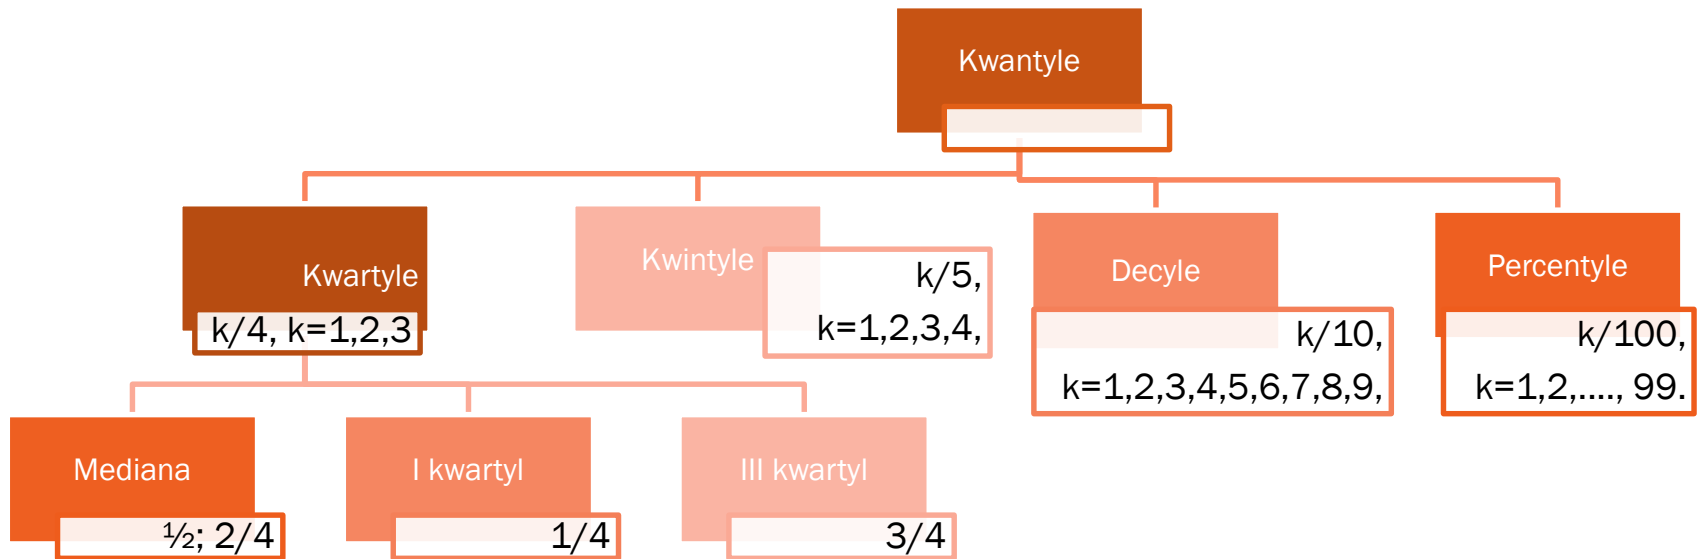 Kwantyle
Kwartyle
k/4, k=1,2,3
Kwintyle
k/5,
k=1,2,3,4,
Decyle
k/10,
k=1,2,3,4,5,6,7,8,9,
Percentyle
k/100,
k=1,2,...., 99.
Mediana
½; 2/4
I kwartyl
1/4
III kwartyl
3/4